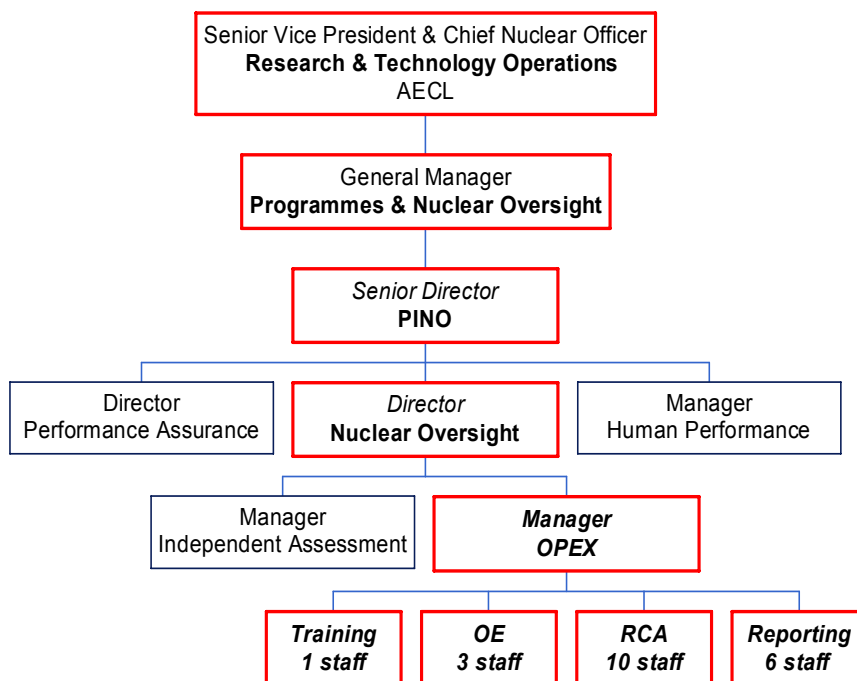 Senior Vice President & Chief Nuclear Officer
Research & Technology Operations
AECL
General Manager
Programmes & Nuclear Oversight
Senior Director
PINO
Director
Performance Assurance
Director
Nuclear Oversight
Manager
Human Performance
Manager
Independent Assessment
Manager
OPEX
Training
1 staff
OE
3 staff
RCA
10 staff
Reporting
6 staff